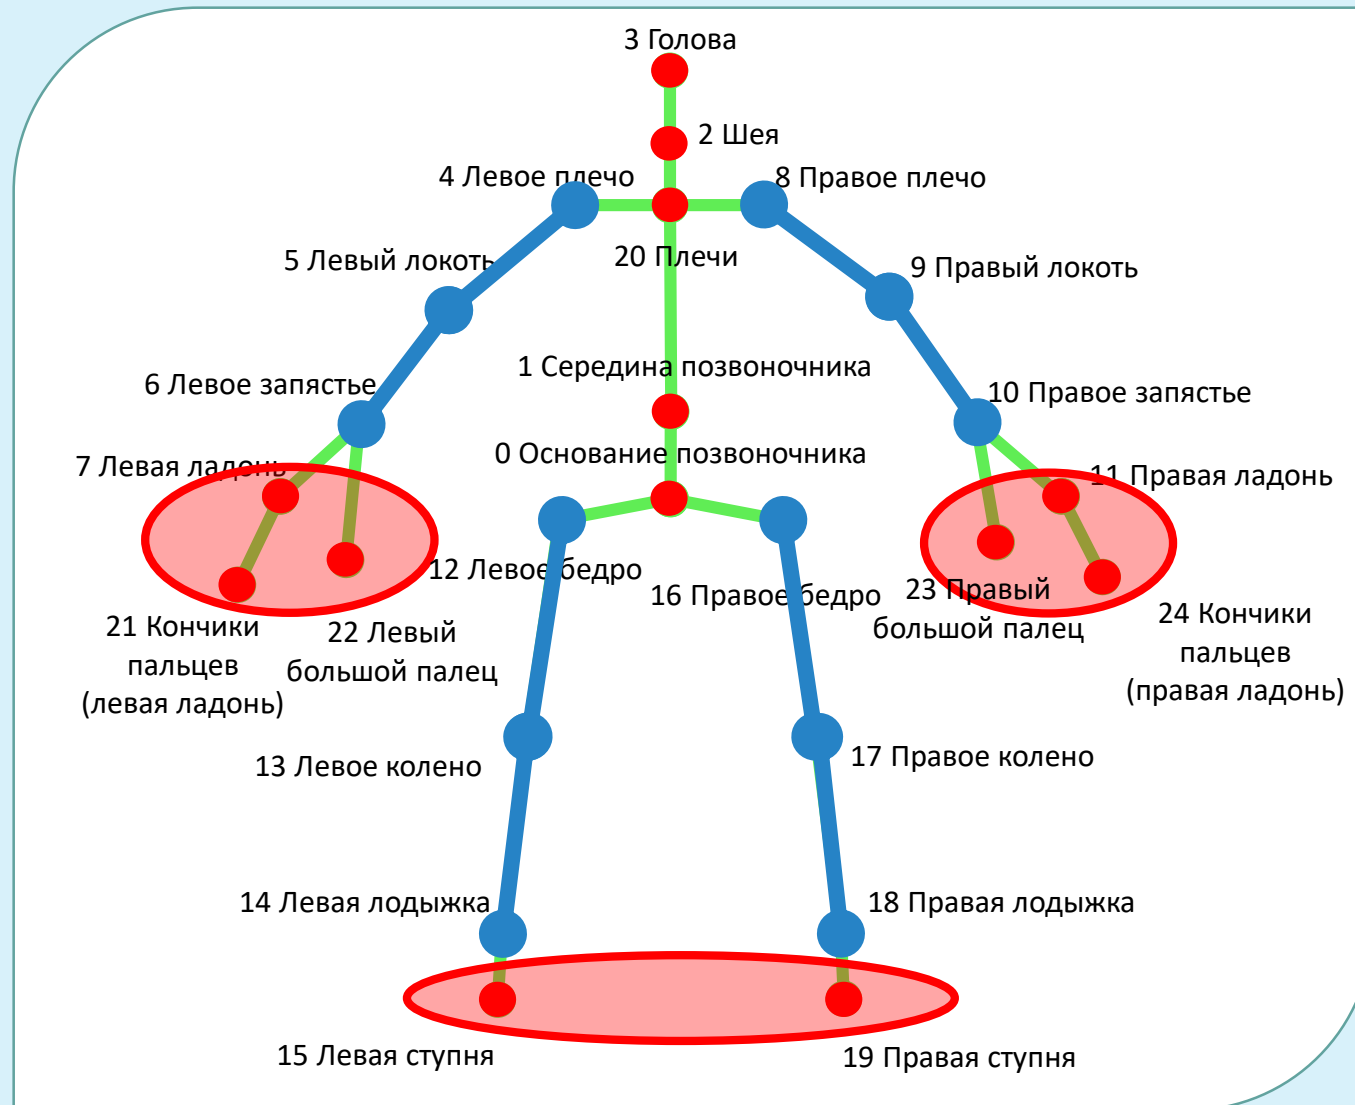 3 Голова
2 Шея
4 Левое плечо
8 Правое плечо
20 Плечи
5 Левый локоть
9 Правый локоть
1 Середина позвоночника
6 Левое запястье
10 Правое запястье
0 Основание позвоночника
7 Левая ладонь
11 Правая ладонь
12 Левое бедро
16 Правое бедро
23 Правый
большой палец
21 Кончики
пальцев
(левая ладонь)
22 Левый
большой палец
24 Кончики
пальцев
(правая ладонь)
13 Левое колено
17 Правое колено
14 Левая лодыжка
18 Правая лодыжка
15 Левая ступня
19 Правая ступня